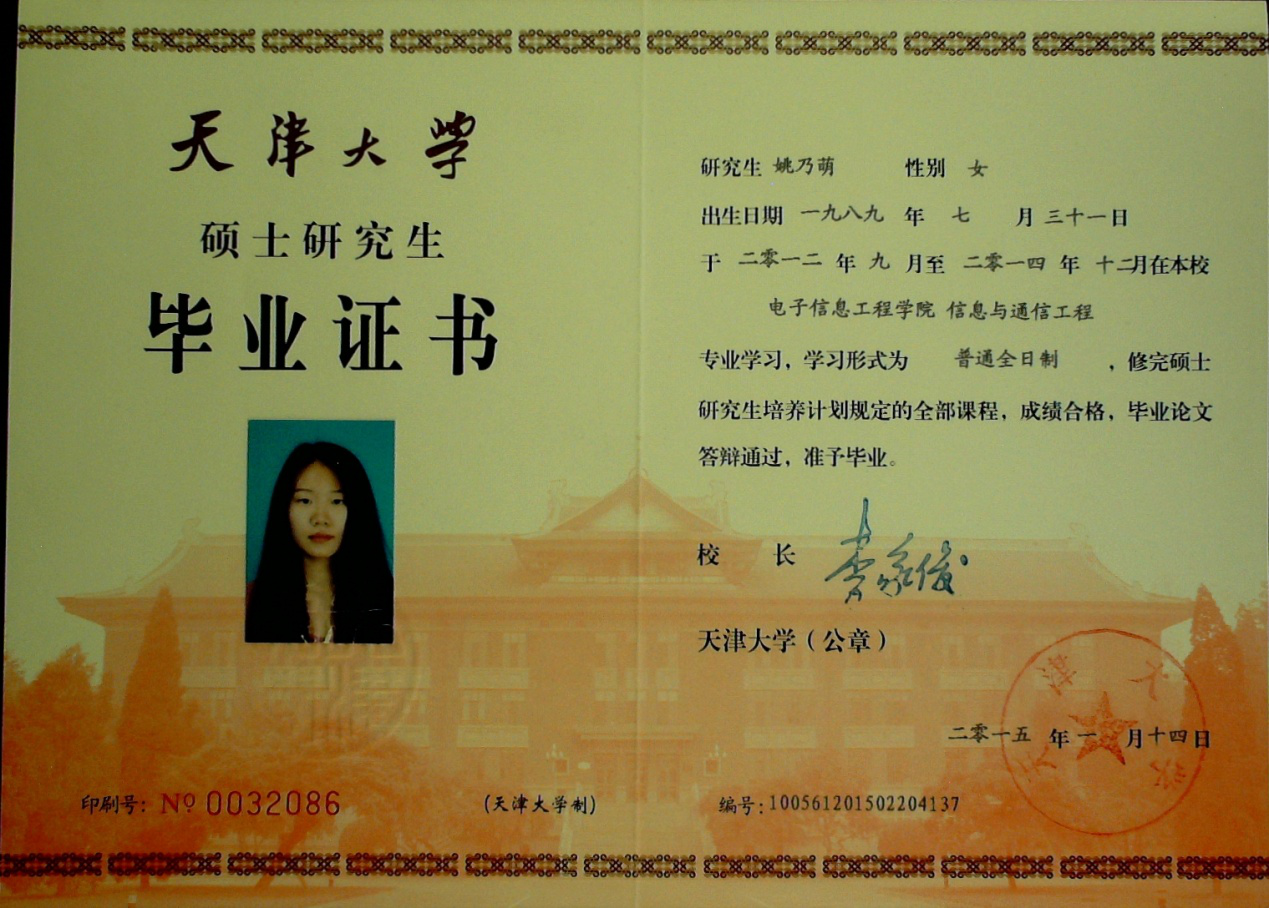 天津大学
硕士研究生
毕业证书
印刷号：№ 0032086
（天津大学制）
研究生 姚乃萌 性别 女
出生日期 一九八九 年 七 月 三十一日
于 二零一二 年 九 月至 二零一四 年 十二月在本校
电子信息工程学院 信息与通信工程
专业学习，学习形式为 普通全日制 ，修完硕士
研究生培养计划规定的全部课程，成绩合格，毕业论文
答辩通过，准予毕业。
校 长 李家俊
天津大学（公章）
二零一五 年 一 月十四日
编号：100561201502204137
天津大学